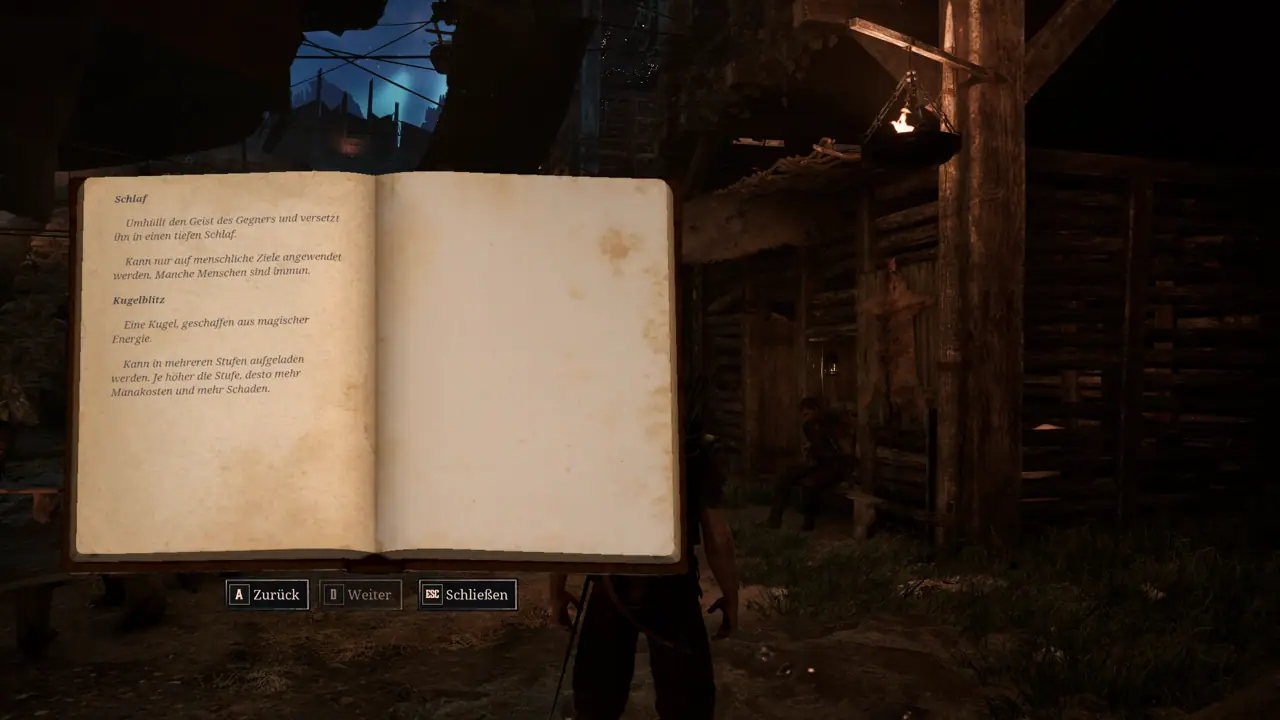 Schlaf
Umhüllt den Geist des Gegners und versetzt
ihn in einen tiefen Schlaf.
Kann nur auf menschliche Ziele angewendet
werden. Manche Menschen sind immun.
Kugelblitz
Eine Kugel, geschaffen aus magischer
Energie.
Kann in mehreren Stufen aufgeladen
werden. Je höher die Stufe, desto mehr
Manakosten und mehr Schaden.
A Zurück D Weiter ESC Schließen